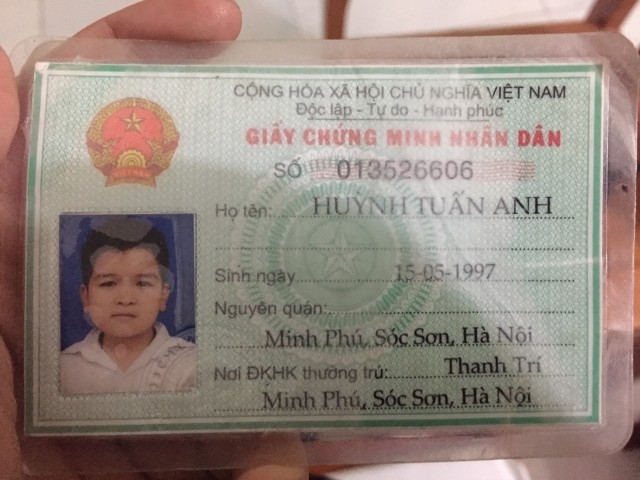 CỘNG HÒA XÃ HỘI CHỦ NGHĨA VIỆT NAM
Độc lập - Tự do - Hạnh phúc
GIẤY CHỨNG MINH NHÂN DÂN
SỐ 013526606
Họ tên: HUỲNH TUẤN ANH
Sinh ngày 15-05-1997
Nguyên quán:
Minh Phú, Sóc Sơn, Hà Nội
Nơi ĐKHK thường trú: Thanh Trí
Minh Phú, Sóc Sơn, Hà Nội